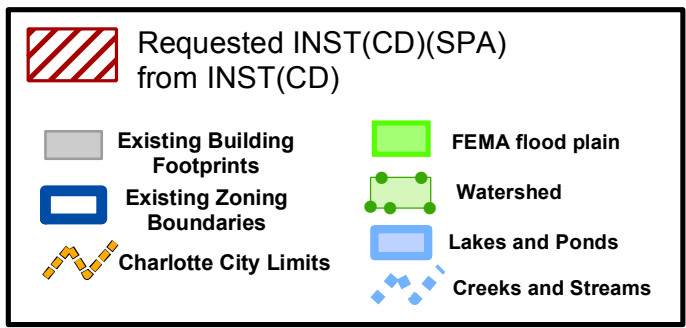 Requested INST(CD)(SPA)
from INST(CD)
Existing Building
Footprints
Existing Zoning
Boundaries
Charlotte City Limits
FEMA flood plain
Watershed
Lakes and Ponds
Creeks and Streams